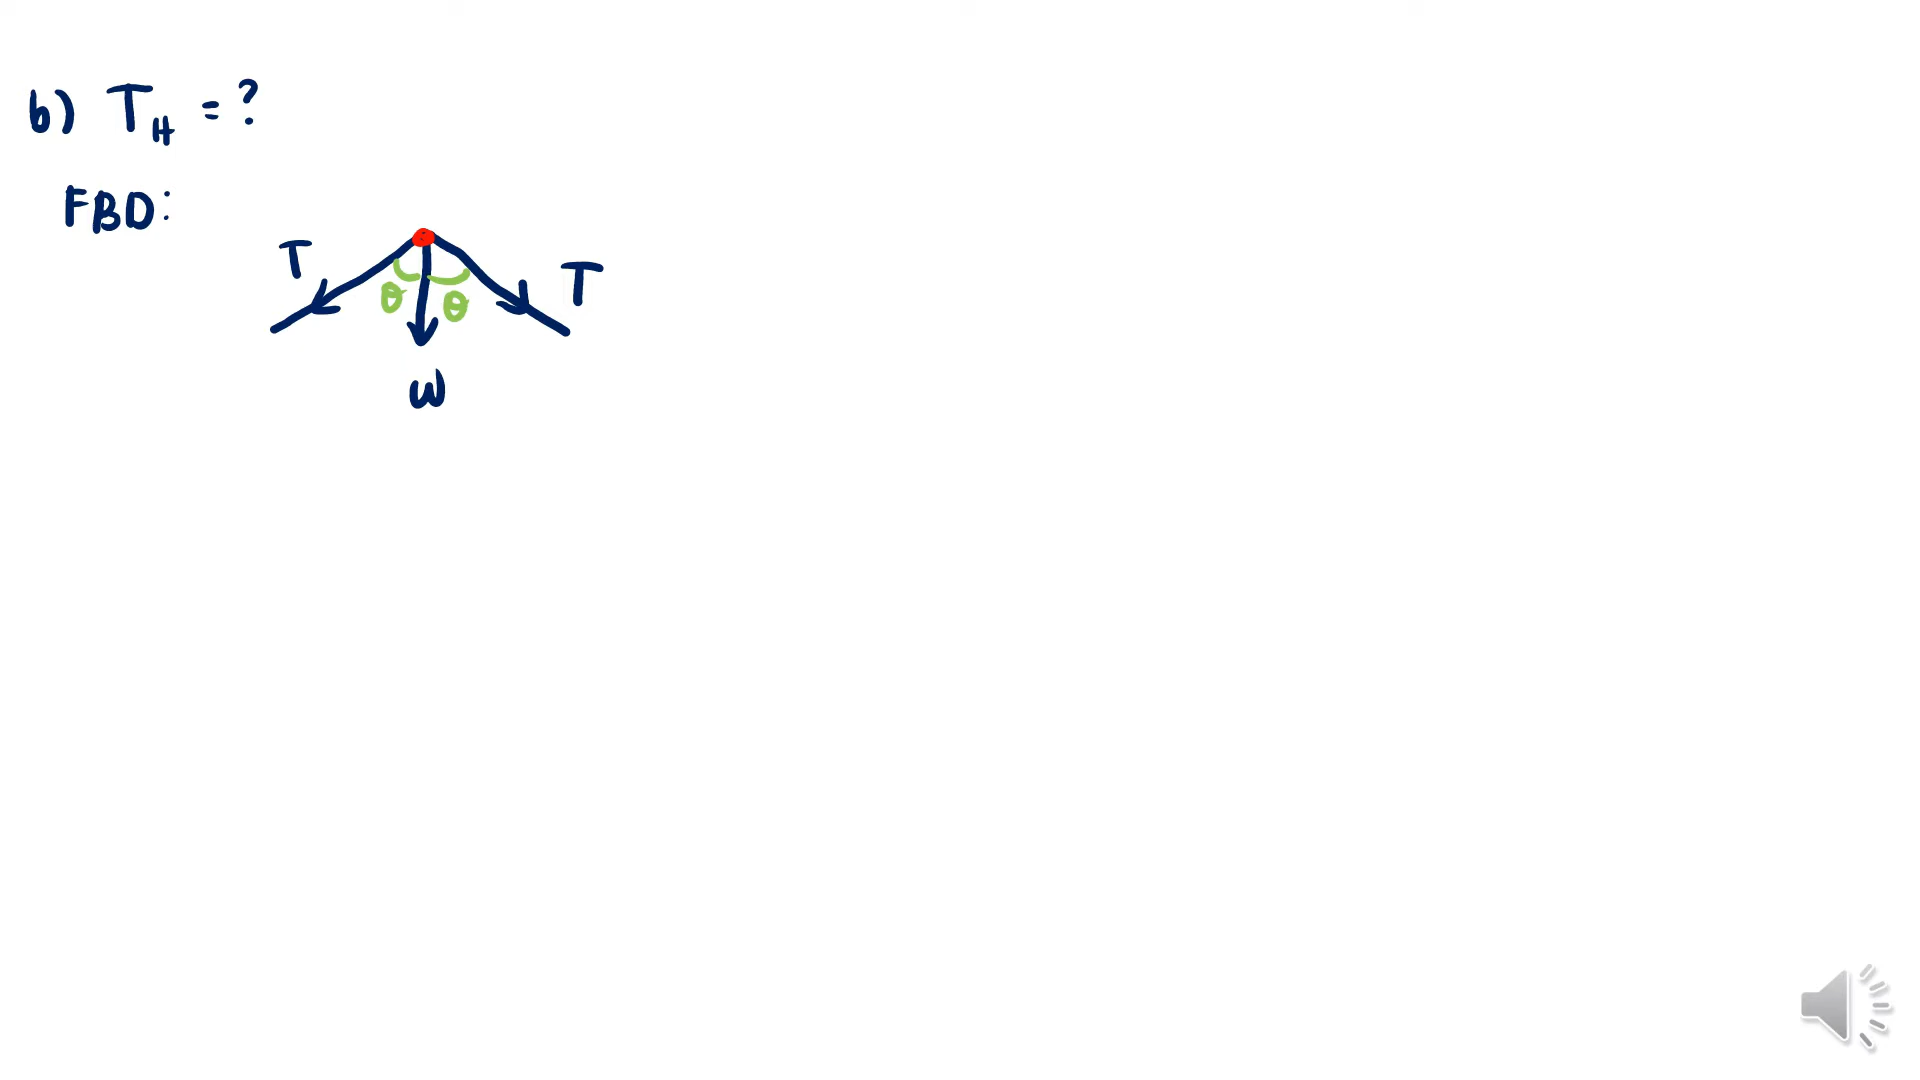 b) T_H = ?
FBD:
T
T
θ
θ
W